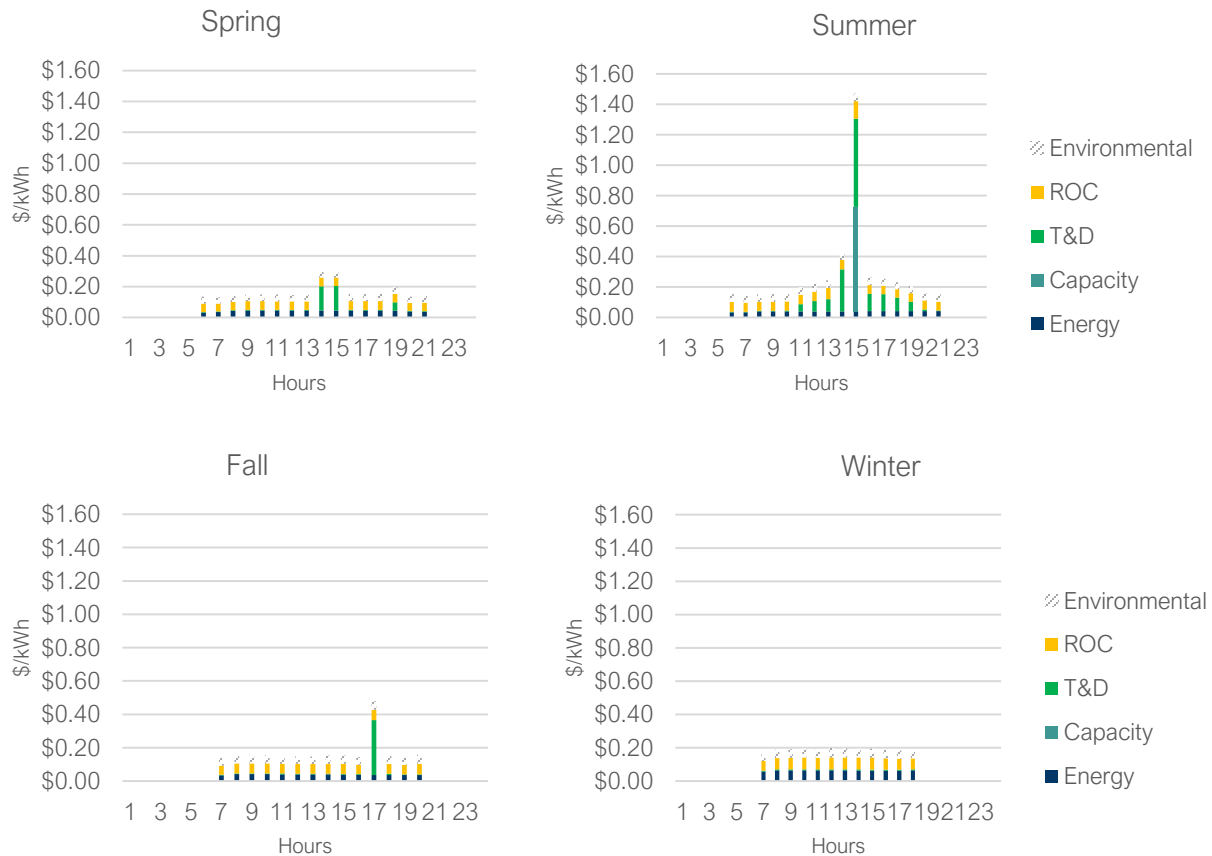 Spring
$1.60
$1.40
$1.20
$1.00
$0.80
$0.60
$0.40
$0.20
$0.00
$/kWh
1 3 5 7 9 11 13 15 17 19 21 23
Hours
Summer
$1.60
$1.40
$1.20
$1.00
$0.80
$0.60
$0.40
$0.20
$0.00
$/kWh
1 3 5 7 9 11 13 15 17 19 21 23
Hours
Environmental
ROC
T&D
Capacity
Energy
Fall
$1.60
$1.40
$1.20
$1.00
$0.80
$0.60
$0.40
$0.20
$0.00
$/kWh
1 3 5 7 9 11 13 15 17 19 21 23
Hours
Winter
$1.60
$1.40
$1.20
$1.00
$0.80
$0.60
$0.40
$0.20
$0.00
$/kWh
1 3 5 7 9 11 13 15 17 19 21 23
Hours
Environmental
ROC
T&D
Capacity
Energy